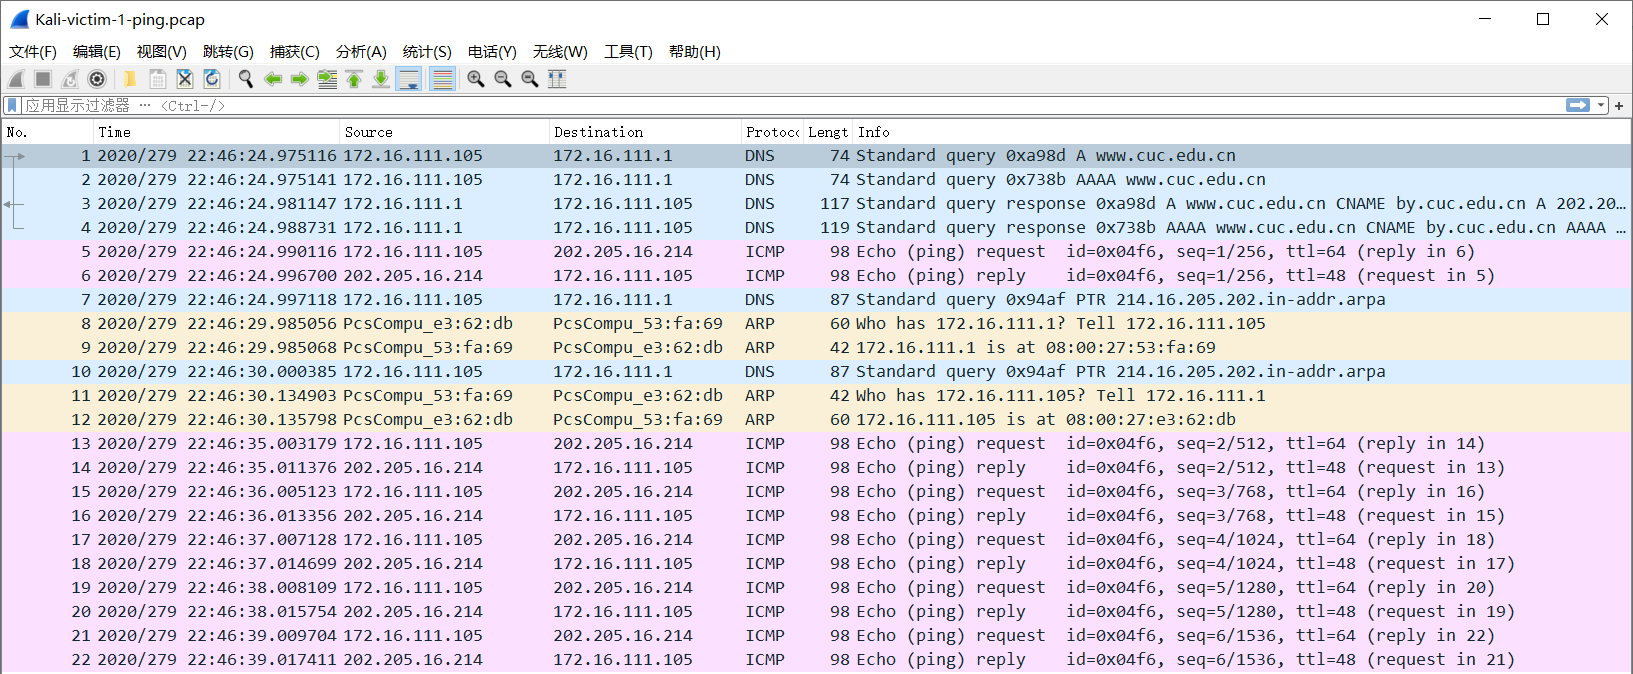 Kali-victim-1-ping.pcap
文件(F) 编辑(E) 视图(V) 跳转(G) 捕获(C) 分析(A) 统计(S) 电话(Y) 无线(W) 工具(T) 帮助(H)
应用显示过滤器 … <Ctrl-/>
No. Time Source Destination Protocc Lengt Info
1 2020/279 22:46:24.975116 172.16.111.105 172.16.111.1 DNS 74 Standard query 0xa98d A www.cuc.edu.cn
2 2020/279 22:46:24.975141 172.16.111.105 172.16.111.1 DNS 74 Standard query 0x738b AAAA www.cuc.edu.cn
3 2020/279 22:46:24.981147 172.16.111.1 172.16.111.105 DNS 117 Standard query response 0xa98d A www.cuc.edu.cn CNAME by.cuc.edu.cn A 202.20…
4 2020/279 22:46:24.988731 172.16.111.1 172.16.111.105 DNS 119 Standard query response 0x738b AAAA www.cuc.edu.cn CNAME by.cuc.edu.cn AAAA …
5 2020/279 22:46:24.990116 172.16.111.105 202.205.16.214 ICMP 98 Echo (ping) request id=0x04f6, seq=1/256, ttl=64 (reply in 6)
6 2020/279 22:46:24.996700 202.205.16.214 172.16.111.105 ICMP 98 Echo (ping) reply id=0x04f6, seq=1/256, ttl=48 (request in 5)
7 2020/279 22:46:24.997118 172.16.111.105 172.16.111.1 DNS 87 Standard query 0x94af PTR 214.16.205.202.in-addr.arpa
8 2020/279 22:46:29.985056 PcsCompu_e3:62:db PcsCompu_53:fa:69 ARP 60 Who has 172.16.111.1? Tell 172.16.111.105
9 2020/279 22:46:29.985068 PcsCompu_53:fa:69 PcsCompu_e3:62:db ARP 42 172.16.111.1 is at 08:00:27:53:fa:69
10 2020/279 22:46:30.000385 172.16.111.105 172.16.111.1 DNS 87 Standard query 0x94af PTR 214.16.205.202.in-addr.arpa
11 2020/279 22:46:30.134903 PcsCompu_53:fa:69 PcsCompu_e3:62:db ARP 42 Who has 172.16.111.105? Tell 172.16.111.1
12 2020/279 22:46:30.135798 PcsCompu_e3:62:db PcsCompu_53:fa:69 ARP 60 172.16.111.105 is at 08:00:27:e3:62:db
13 2020/279 22:46:35.003179 172.16.111.105 202.205.16.214 ICMP 98 Echo (ping) request id=0x04f6, seq=2/512, ttl=64 (reply in 14)
14 2020/279 22:46:35.011376 202.205.16.214 172.16.111.105 ICMP 98 Echo (ping) reply id=0x04f6, seq=2/512, ttl=48 (request in 13)
15 2020/279 22:46:36.005123 172.16.111.105 202.205.16.214 ICMP 98 Echo (ping) request id=0x04f6, seq=3/768, ttl=64 (reply in 16)
16 2020/279 22:46:36.013356 202.205.16.214 172.16.111.105 ICMP 98 Echo (ping) reply id=0x04f6, seq=3/768, ttl=48 (request in 15)
17 2020/279 22:46:37.007128 172.16.111.105 202.205.16.214 ICMP 98 Echo (ping) request id=0x04f6, seq=4/1024, ttl=64 (reply in 18)
18 2020/279 22:46:37.014699 202.205.16.214 172.16.111.105 ICMP 98 Echo (ping) reply id=0x04f6, seq=4/1024, ttl=48 (request in 17)
19 2020/279 22:46:38.008109 172.16.111.105 202.205.16.214 ICMP 98 Echo (ping) request id=0x04f6, seq=5/1280, ttl=64 (reply in 20)
20 2020/279 22:46:38.015754 202.205.16.214 172.16.111.105 ICMP 98 Echo (ping) reply id=0x04f6, seq=5/1280, ttl=48 (request in 19)
21 2020/279 22:46:39.009704 172.16.111.105 202.205.16.214 ICMP 98 Echo (ping) request id=0x04f6, seq=6/1536, ttl=64 (reply in 22)
22 2020/279 22:46:39.017411 202.205.16.214 172.16.111.105 ICMP 98 Echo (ping) reply id=0x04f6, seq=6/1536, ttl=48 (request in 21)